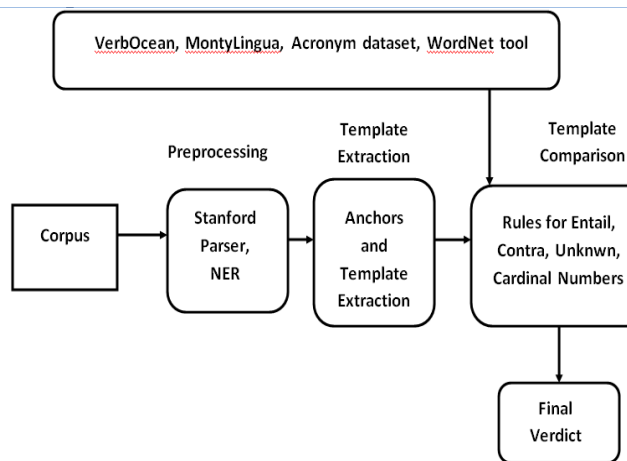 VerbOcean, MontyLingua, Acronym dataset, WordNet tool
Preprocessing
Template
Extraction
Template
Comparison
Corpus
Stanford
Parser,
NER
Anchors
and
Template
Extraction
Rules for Entail,
Contra, Unknwn,
Cardinal Numbers
Final
Verdict